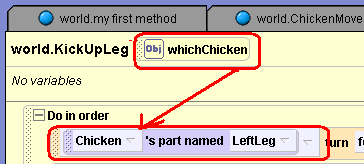 world.my first method world.ChickenMove
world.KickUpLeg Obj whichChicken
No variables
Do in order
Chicken 's part named LeftLeg turn